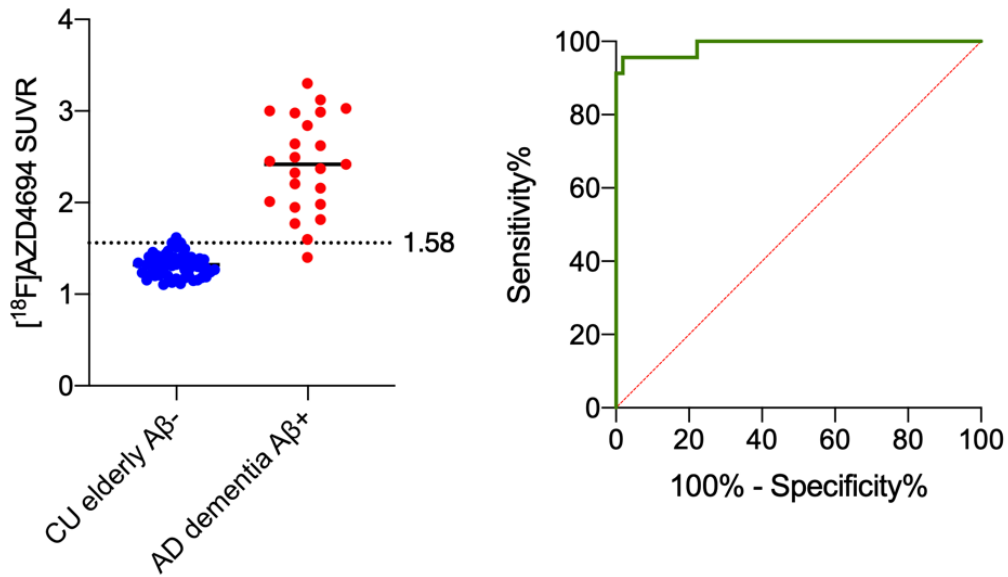 [¹⁸F]AZD4694 SUVR
4
3
2
1
0
1.58
CU elderly Aβ-
AD dementia Aβ+
Sensitivity%
100
80
60
40
20
0
0 20 40 60 80 100
100% - Specificity%